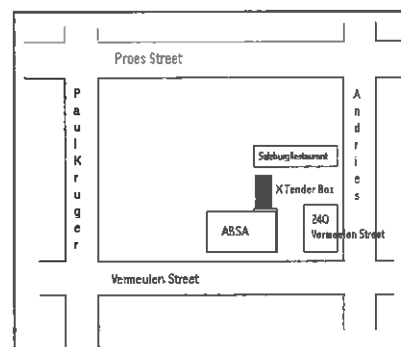 Proes Street
Paul Kruger
Andries
Salzburg Restaurant
X Tender Box
ABSA
240
Vermeulen Street
Vermeulen Street